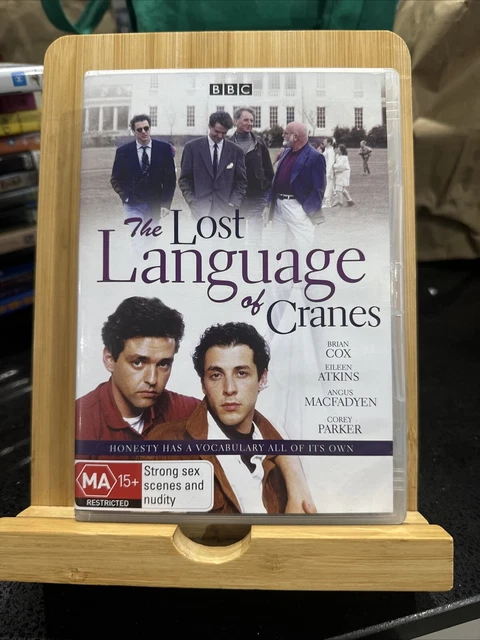 BBC
The Lost
Language
of Cranes
BRIAN
COX
EILEEN
ATKINS
ANGUS
MACFADYEN
COREY
PARKER
HONESTY HAS A VOCABULARY ALL OF ITS OWN
MA 15+
RESTRICTED
Strong sex
scenes and
nudity